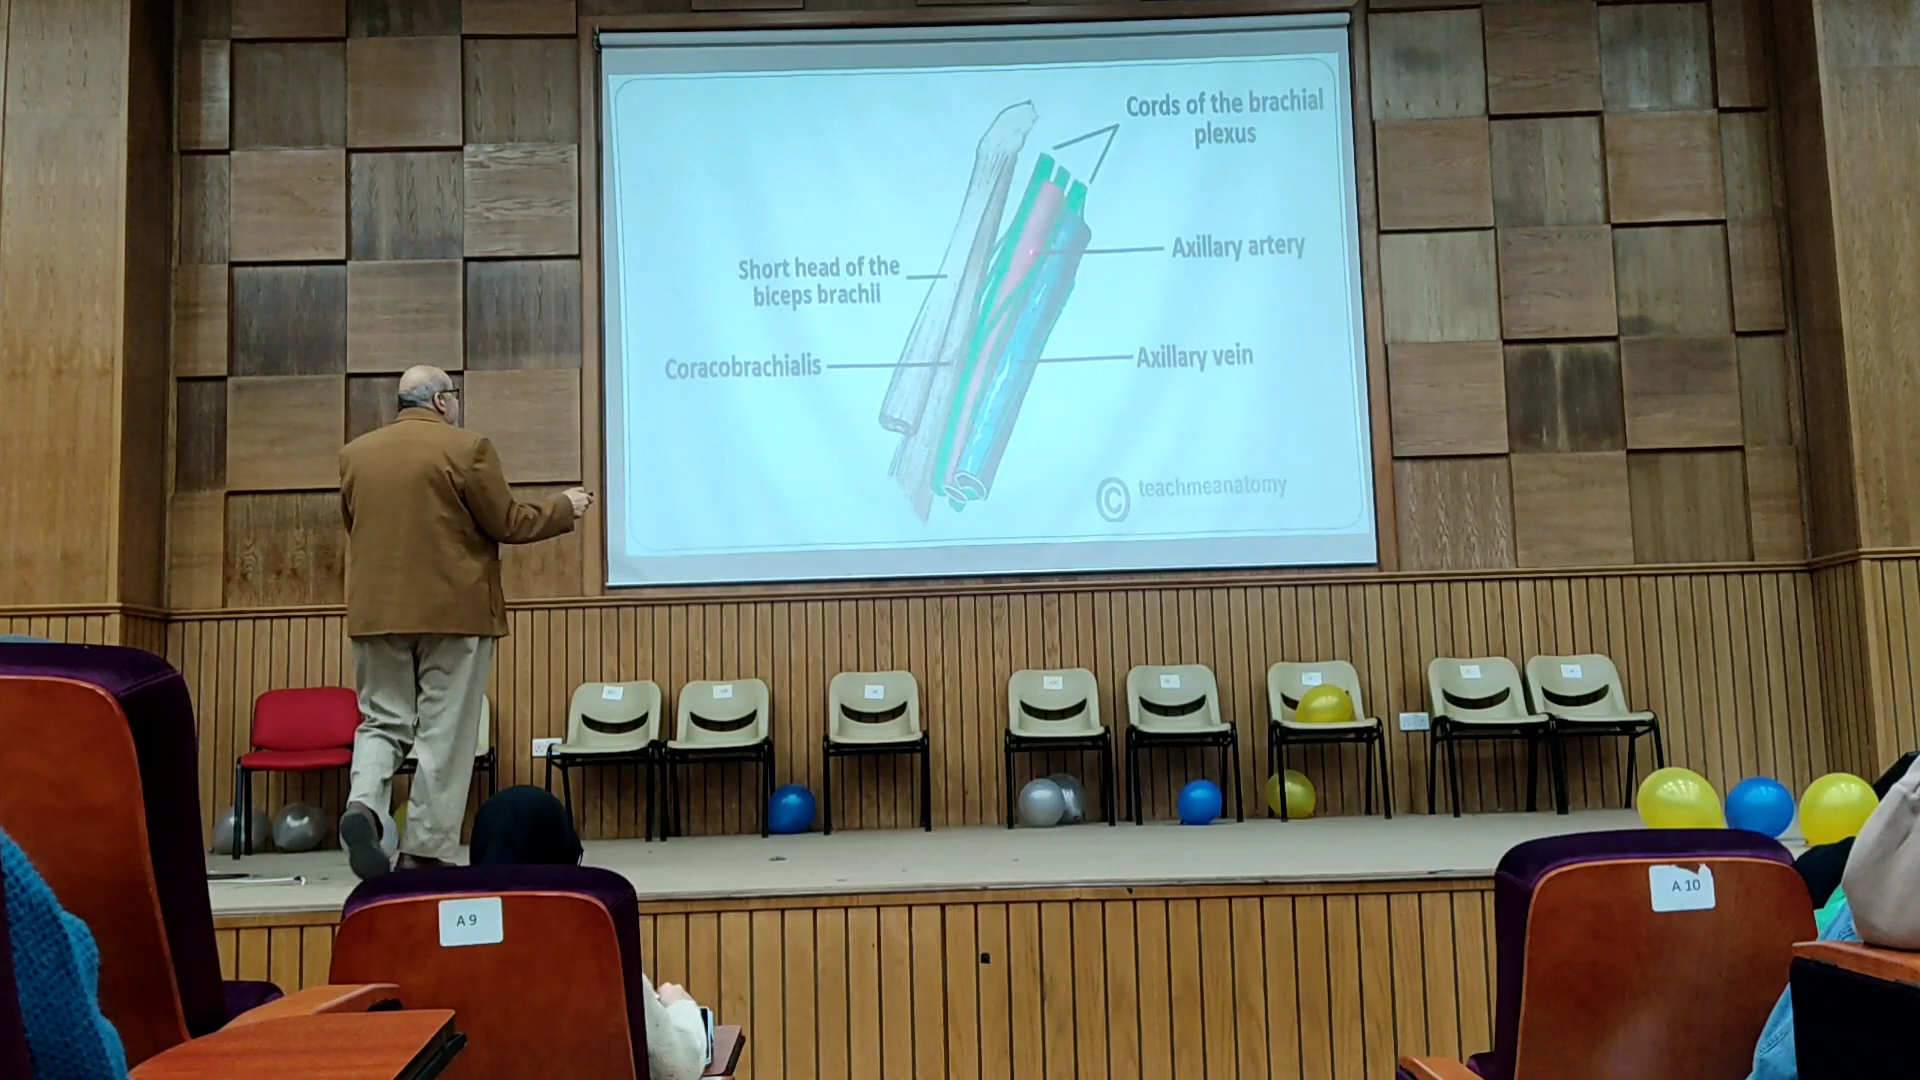 Cords of the brachial
plexus
Axillary artery
Short head of the
biceps brachii
Axillary vein
Coracobrachialis
© teachmeanatomy
A 9
A 10